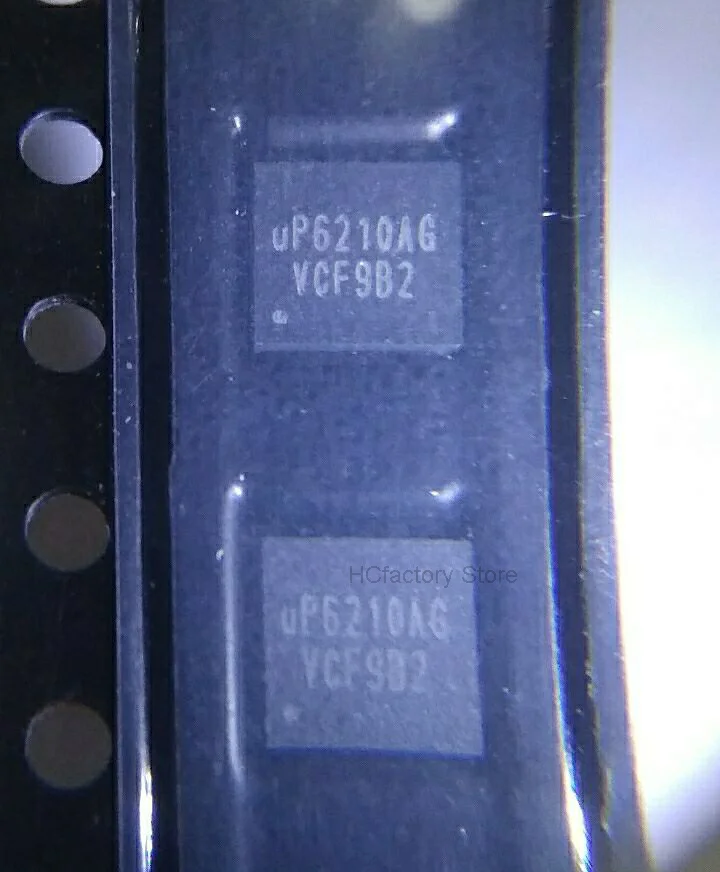 uP6210AG
VCF9B2
HCfactory Store
uP6210AG
VCF9B2